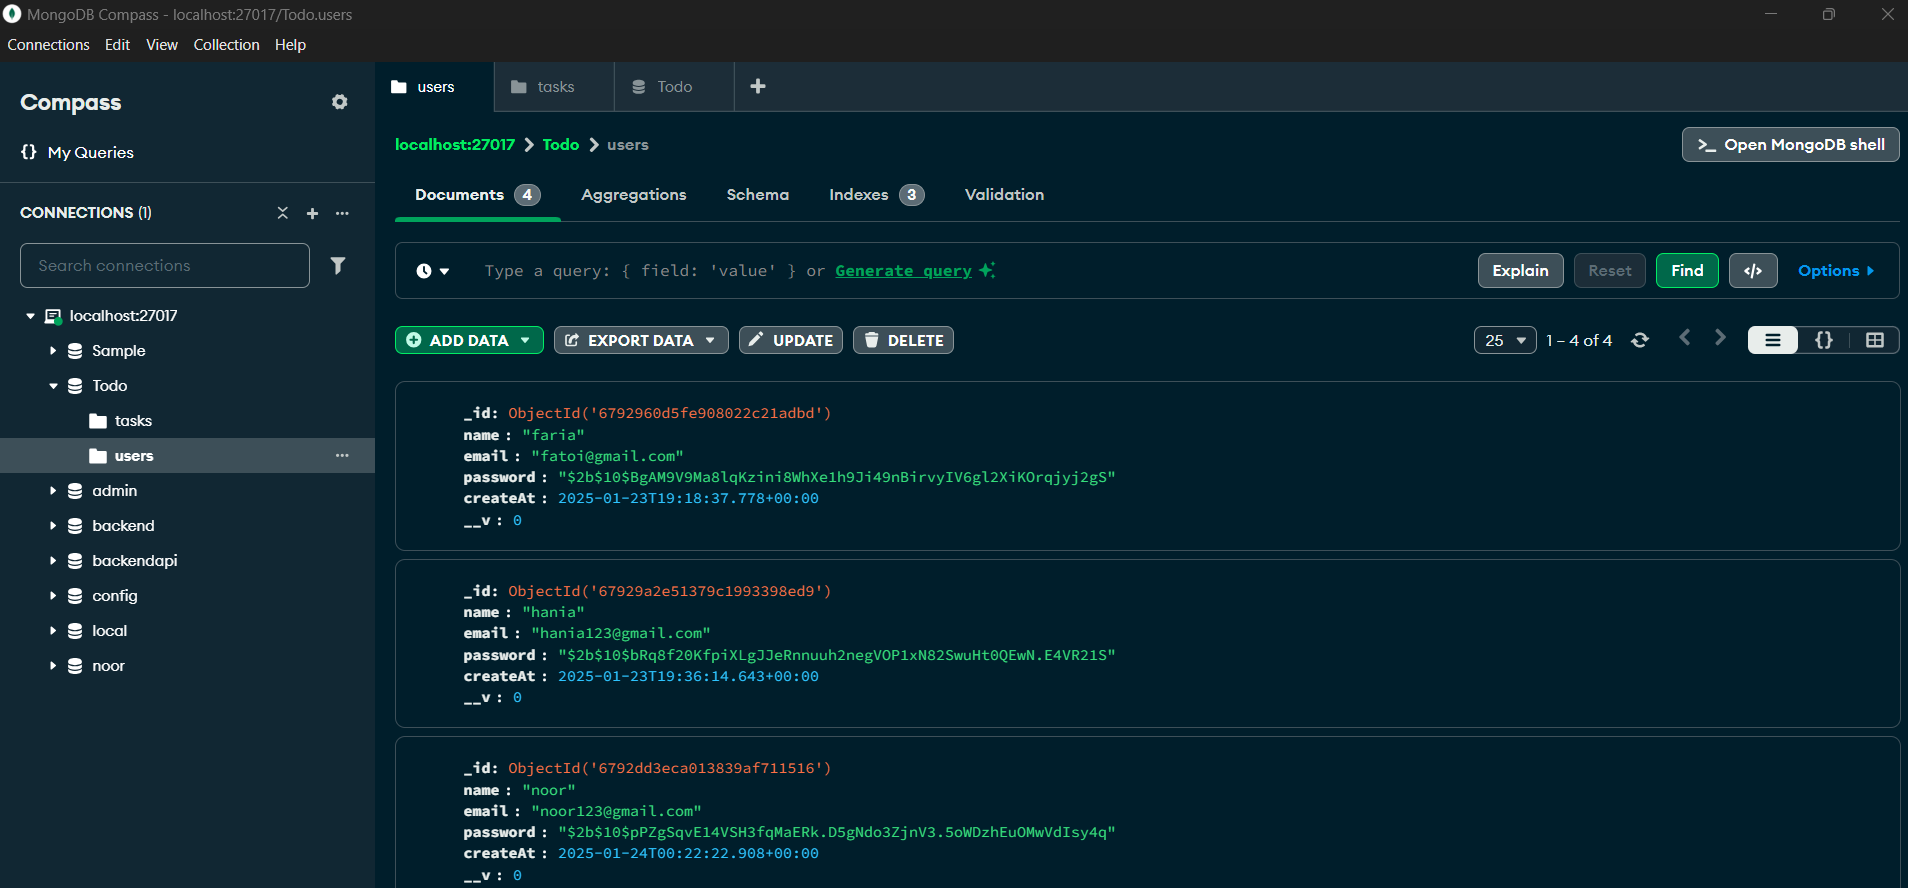 MongoDB Compass - localhost:27017/Todo.users
Connections Edit View Collection Help
Compass
{} My Queries
CONNECTIONS (1)
Search connections
localhost:27017
Sample
Todo
tasks
users
admin
backend
backendapi
config
local
noor
users tasks Todo
localhost:27017 > Todo > users
>_ Open MongoDB shell
Documents 4 Aggregations Schema Indexes 3 Validation
Type a query: { field: 'value' } or Generate query
Explain Reset Find </> Options
ADD DATA EXPORT DATA UPDATE DELETE
25 1 – 4 of 4 {}
_id: ObjectId('6792960d5fe908022c21adbd')
name : "faria"
email : "fatoi@gmail.com"
password : "$2b$10$BgAM9V9Ma8lqKzini8WhXe1h9Ji49nBirvyIV6gl2XiKOrqjyj2gS"
createAt : 2025-01-23T19:18:37.778+00:00
__v : 0
_id: ObjectId('67929a2e51379c1993398ed9')
name : "hania"
email : "hania123@gmail.com"
password : "$2b$10$bRq8f20KfpiXLgJJeRnnuuh2negVOP1xN82SwuHt0QEwN.E4VR21S"
createAt : 2025-01-23T19:36:14.643+00:00
__v : 0
_id: ObjectId('6792dd3eca013839af711516')
name : "noor"
email : "noor123@gmail.com"
password : "$2b$10$pPZgSqvE14VSH3fqMaERk.D5gNdo3ZjnV3.5oWDzhEuOMwVdIsy4q"
createAt : 2025-01-24T00:22:22.908+00:00
__v : 0